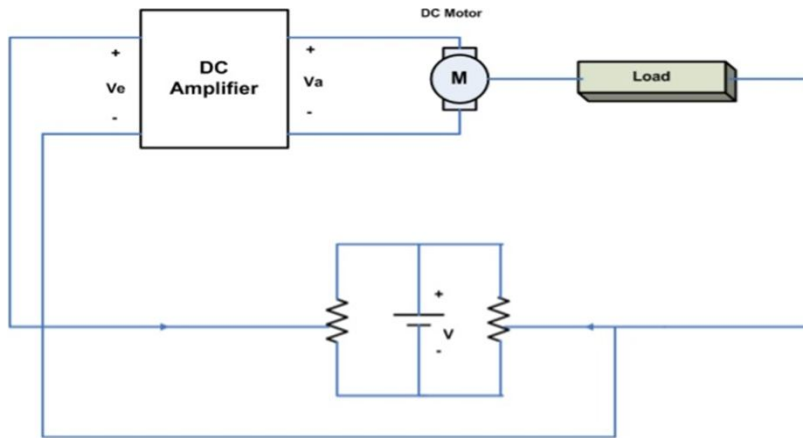 DC Motor
+
+
DC
Amplifier
Ve
Va
M
Load
-
-
+
V
-